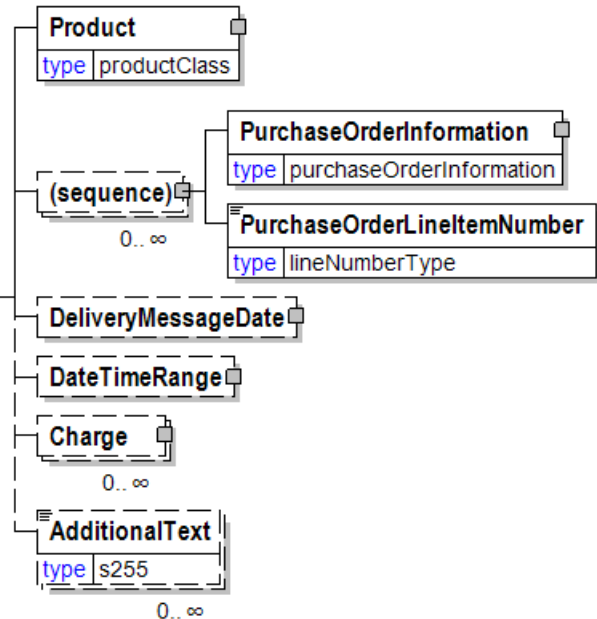 Product
type productClass
PurchaseOrderInformation
type purchaseOrderInformation
(sequence)
0.. ∞
PurchaseOrderLineItemNumber
type lineNumberType
DeliveryMessageDate
DateTimeRange
Charge
0.. ∞
AdditionalText
type s255
0.. ∞